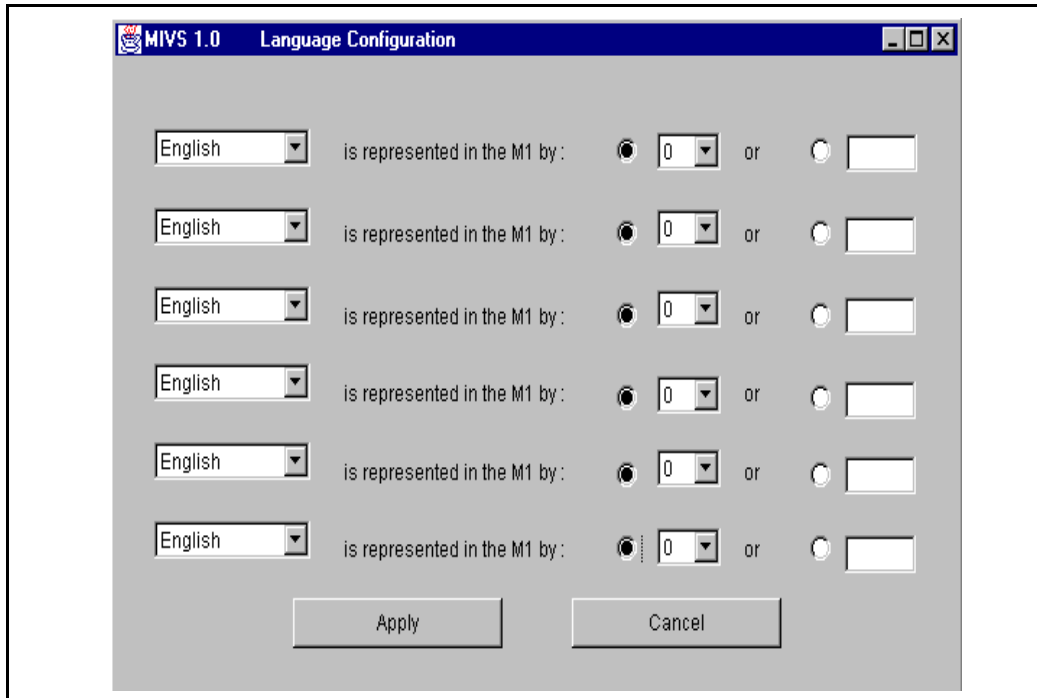 MIVS 1.0 Language Configuration
English is represented in the M1 by : 0 or
English is represented in the M1 by : 0 or
English is represented in the M1 by : 0 or
English is represented in the M1 by : 0 or
English is represented in the M1 by : 0 or
English is represented in the M1 by : 0 or
Apply Cancel